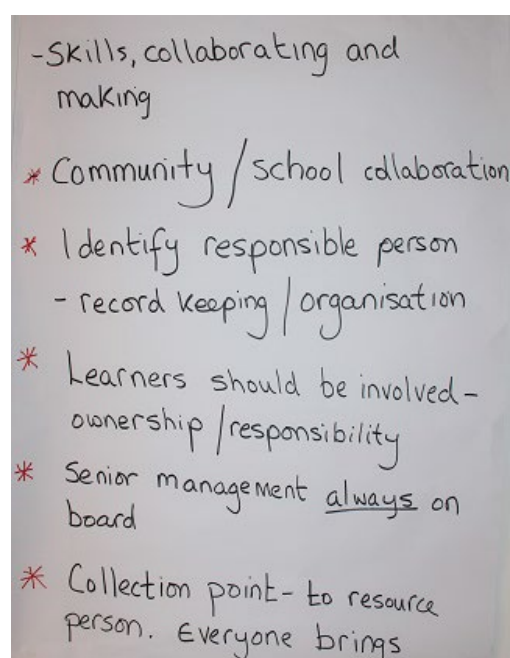 - Skills, collaborating and
making
* Community / school collaboration
* Identify responsible person
- record keeping / organisation
* Learners should be involved -
ownership / responsibility
* Senior management always on
board
* Collection point - to resource
person. Everyone brings